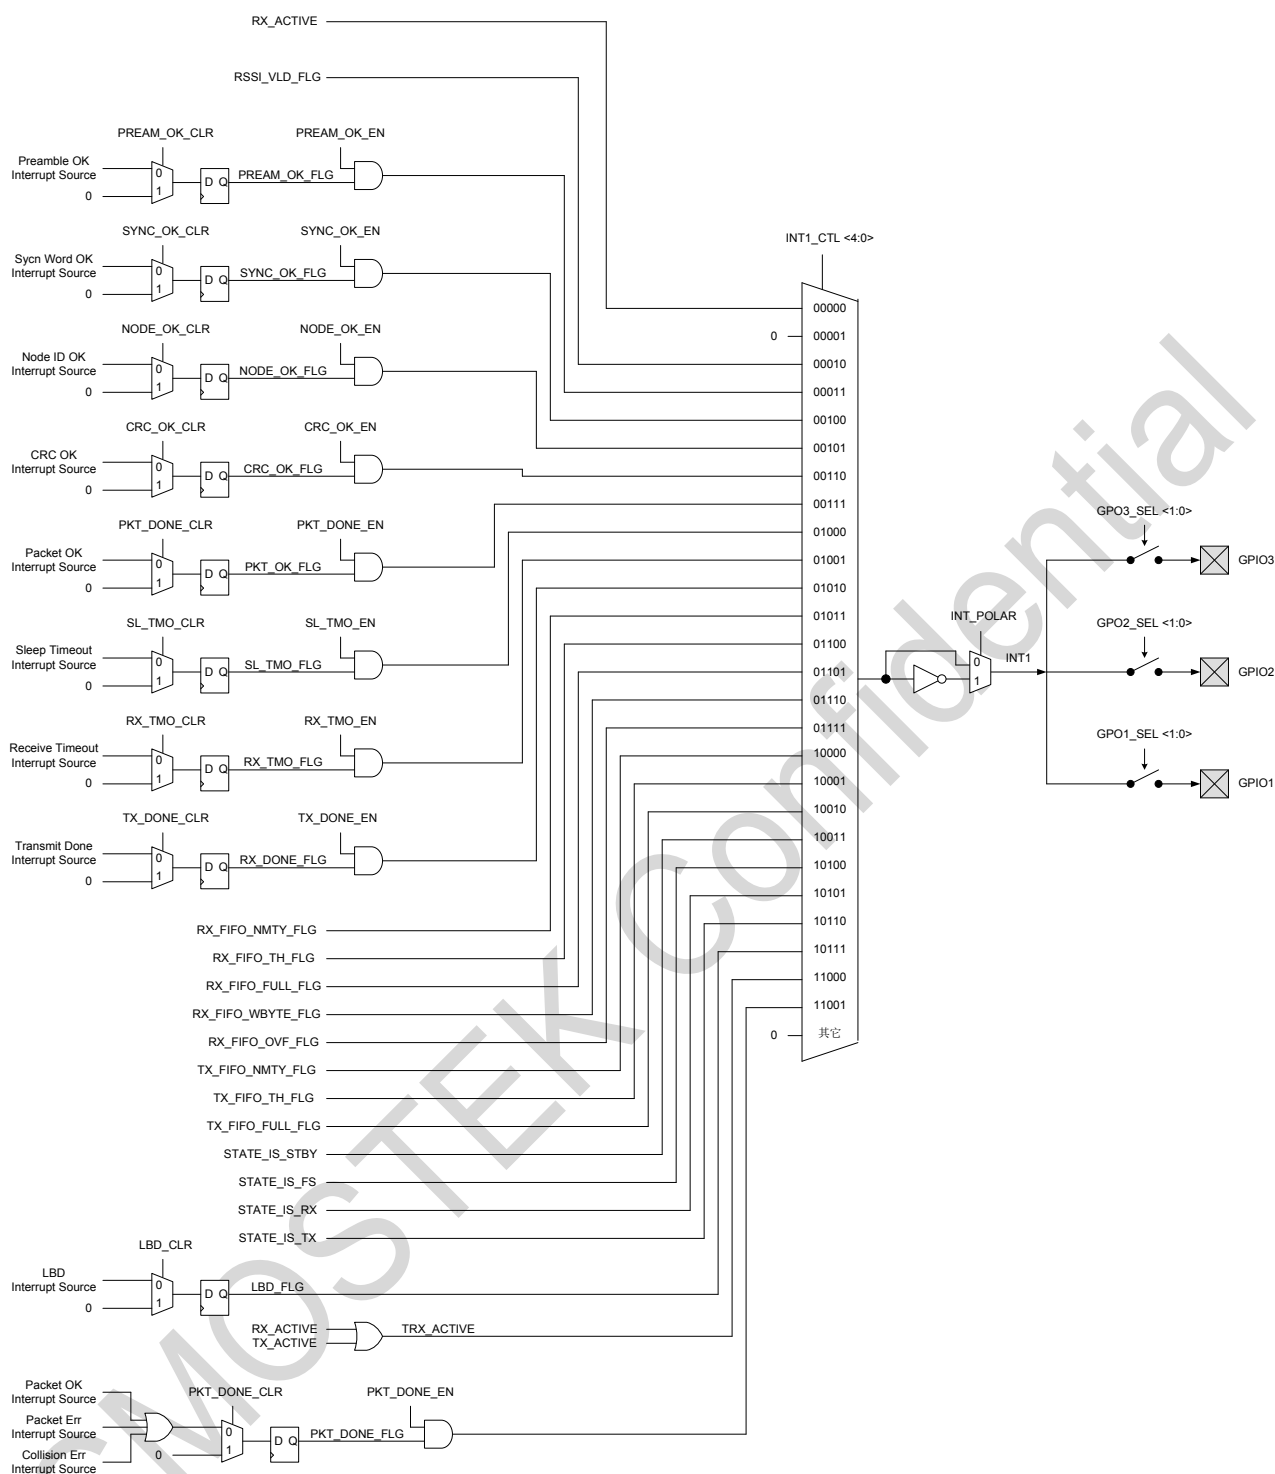 RX_ACTIVE
RSSI_VLD_FLG
PREAM_OK_CLR
PREAM_OK_EN
Preamble OK
Interrupt Source
0
0
1
D Q
PREAM_OK_FLG
SYNC_OK_CLR
SYNC_OK_EN
Sycn Word OK
Interrupt Source
0
0
1
D Q
SYNC_OK_FLG
NODE_OK_CLR
NODE_OK_EN
Node ID OK
Interrupt Source
0
0
1
D Q
NODE_OK_FLG
CRC_OK_CLR
CRC_OK_EN
CRC OK
Interrupt Source
0
0
1
D Q
CRC_OK_FLG
PKT_DONE_CLR
PKT_DONE_EN
Packet OK
Interrupt Source
0
0
1
D Q
PKT_OK_FLG
SL_TMO_CLR
SL_TMO_EN
Sleep Timeout
Interrupt Source
0
0
1
D Q
SL_TMO_FLG
RX_TMO_CLR
RX_TMO_EN
Receive Timeout
Interrupt Source
0
0
1
D Q
RX_TMO_FLG
TX_DONE_CLR
TX_DONE_EN
Transmit Done
Interrupt Source
0
0
1
D Q
RX_DONE_FLG
RX_FIFO_NMTY_FLG
RX_FIFO_TH_FLG
RX_FIFO_FULL_FLG
RX_FIFO_WBYTE_FLG
RX_FIFO_OVF_FLG
TX_FIFO_NMTY_FLG
TX_FIFO_TH_FLG
TX_FIFO_FULL_FLG
STATE_IS_STBY
STATE_IS_FS
STATE_IS_RX
STATE_IS_TX
LBD_CLR
LBD
Interrupt Source
0
0
1
D Q
LBD_FLG
RX_ACTIVE
TX_ACTIVE
TRX_ACTIVE
Packet OK
Interrupt Source
Packet Err
Interrupt Source
Collision Err
Interrupt Source
PKT_DONE_CLR
PKT_DONE_EN
0
0
1
D Q
PKT_DONE_FLG
INT1_CTL <4:0>
00000
0
00001
00010
00011
00100
00101
00110
00111
01000
01001
01010
01011
01100
01101
01110
01111
10000
10001
10010
10011
10100
10101
10110
10111
11000
11001
0
其它
INT_POLAR
0
1
INT1
GPO3_SEL <1:0>
GPIO3
GPO2_SEL <1:0>
GPIO2
GPO1_SEL <1:0>
GPIO1
CMOSTEK Confidential